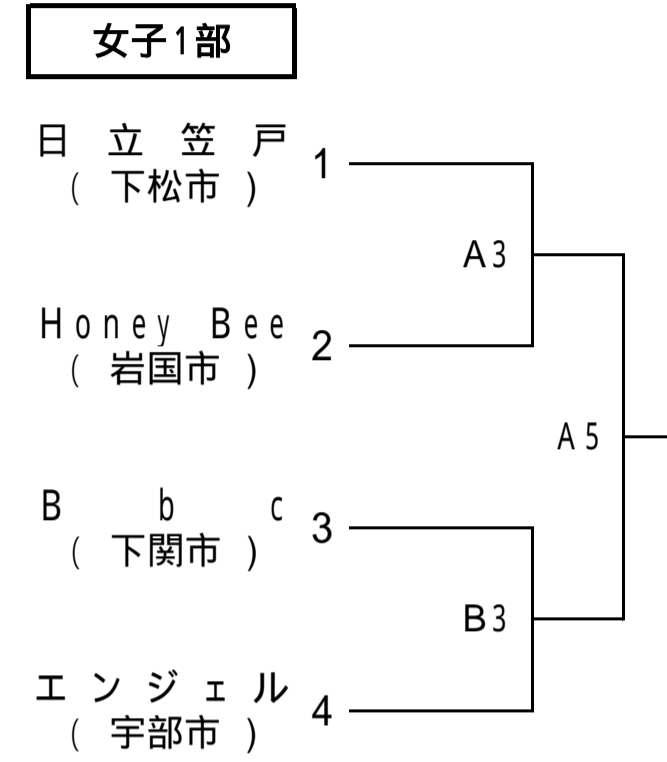 女子1部
日立笠戸 1
(下松市)
A3
Honey Bee 2
(岩国市)
A5
Bbc 3
(下関市)
B3
エンジェル 4
(宇部市)